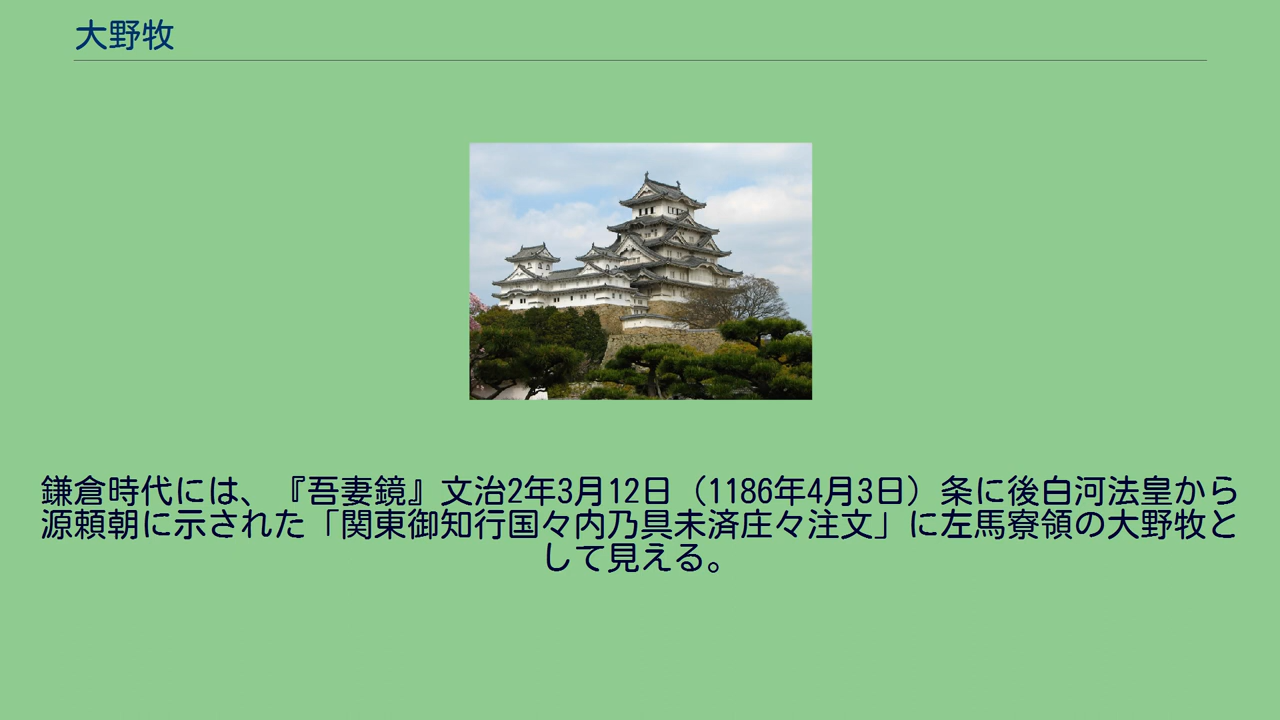 大野牧
鎌倉時代には、『吾妻鏡』文治2年3月12日（1186年4月3日）条に後白河法皇から
源頼朝に示された「関東御知行国々内乃具未済庄々注文」に左馬寮領の大野牧と
して見える。